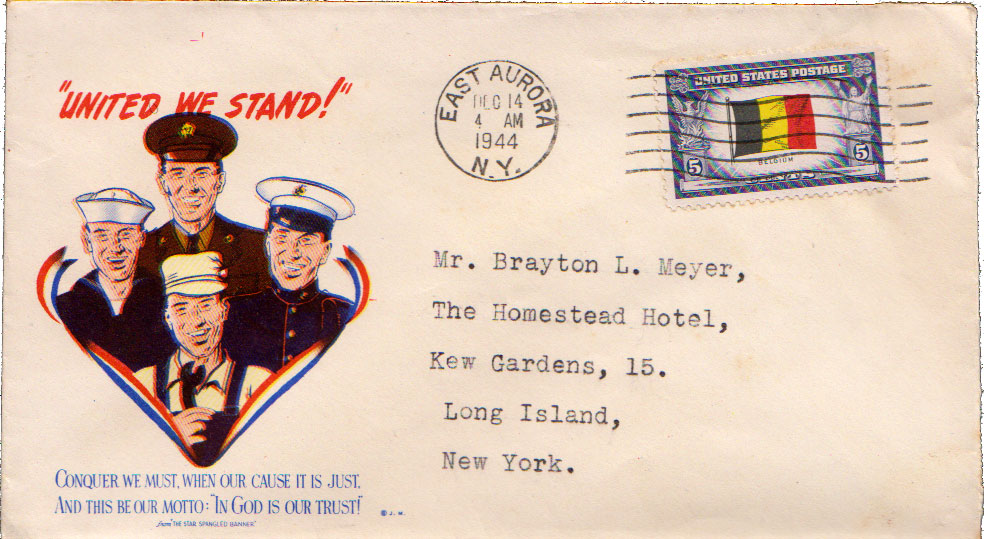 "UNITED WE STAND!"
EAST AURORA
DEC 14
4 AM
1944
N.Y.
UNITED STATES POSTAGE
BELGIUM
5 5
CENTS
Mr. Brayton L. Meyer,
The Homestead Hotel,
Kew Gardens, 15.
Long Island,
New York.
CONQUER WE MUST, WHEN OUR CAUSE IT IS JUST,
AND THIS BE OUR MOTTO: "IN GOD IS OUR TRUST!"
from "THE STAR SPANGLED BANNER"
© J. M.